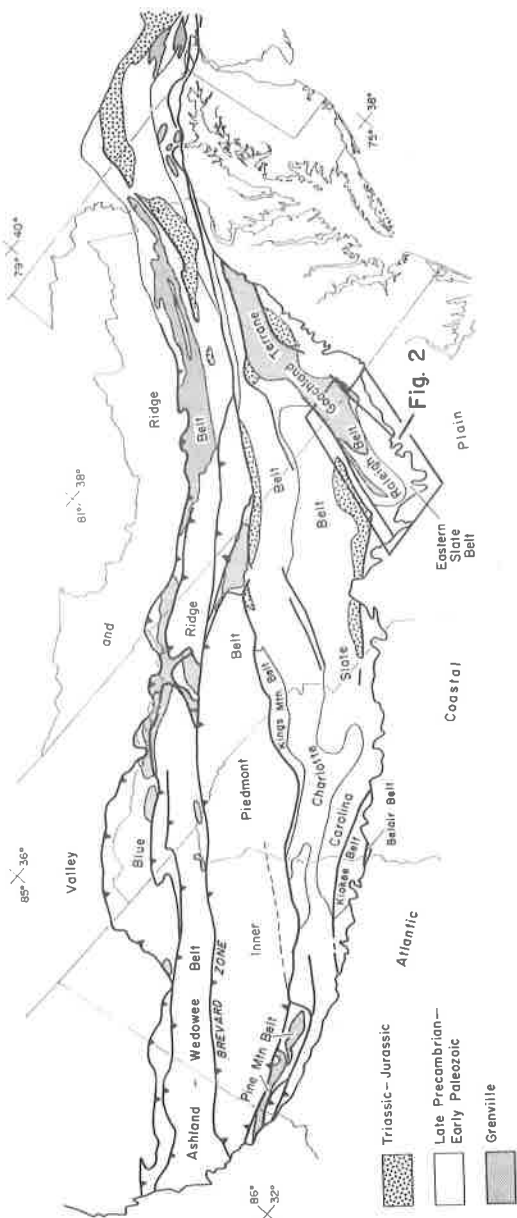 79° 40°
75° 38°
81° 38°
85° 36°
86° 32°
Valley
and
Ridge
Blue
Ridge
Belt
Ashland - Wedowee Belt
BREVARD ZONE
Inner
Piedmont
Belt
Pine Mtn Belt
Kings Mtn Belt
Charlotte
Belt
Carolina
Slate
Belt
Kiokee Belt
Belair Belt
Goochland
Terrane
Raleigh Belt
Eastern
Slate
Belt
Fig. 2
Atlantic
Coastal
Plain
Triassic-Jurassic
Late Precambrian-
Early Paleozoic
Grenville